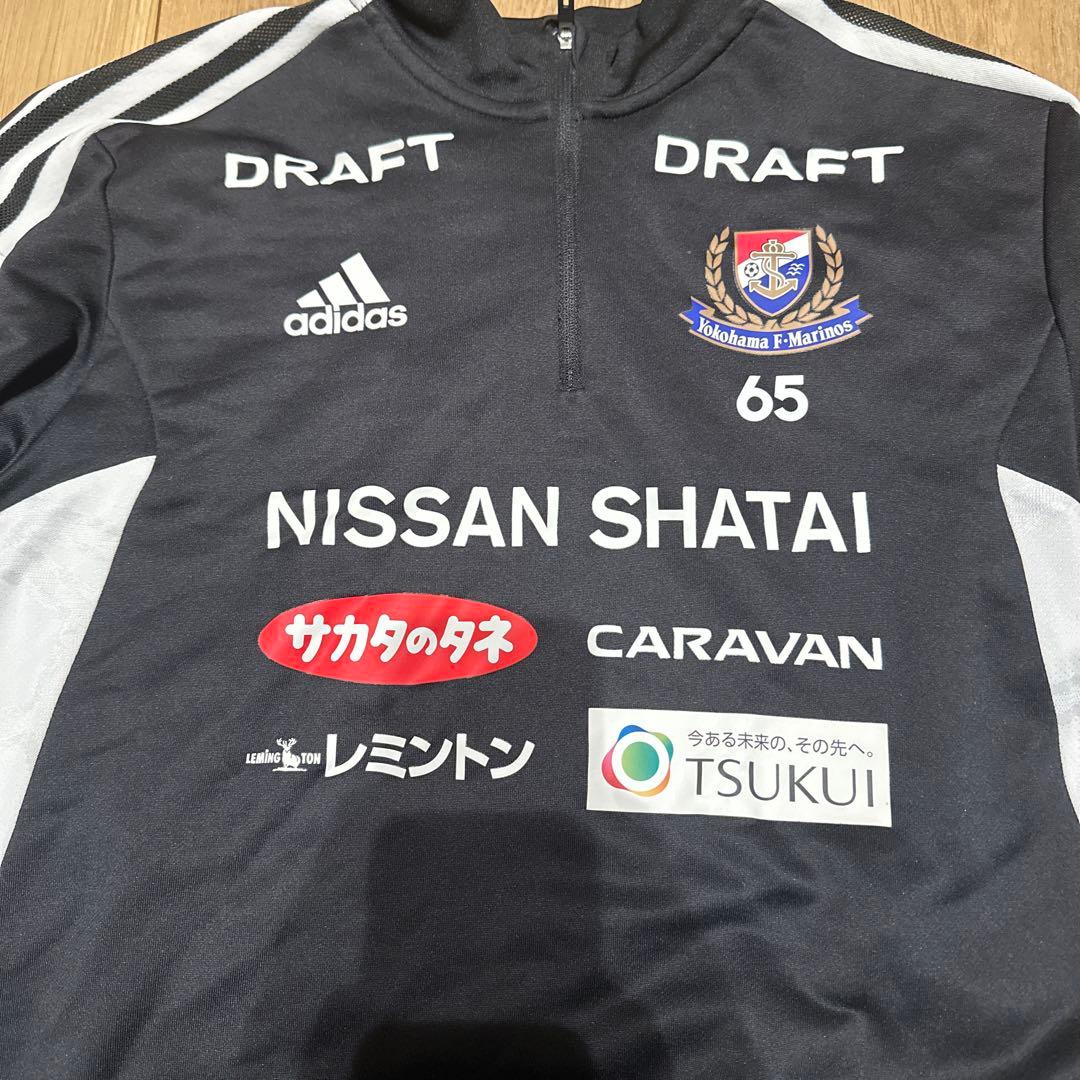 DRAFT
DRAFT
adidas
Yokohama F·Marinos
65
NISSAN SHATAI
サカタのタネ
CARAVAN
LEMINGTON
レミントン
今ある未来の、その先へ。
TSUKUI